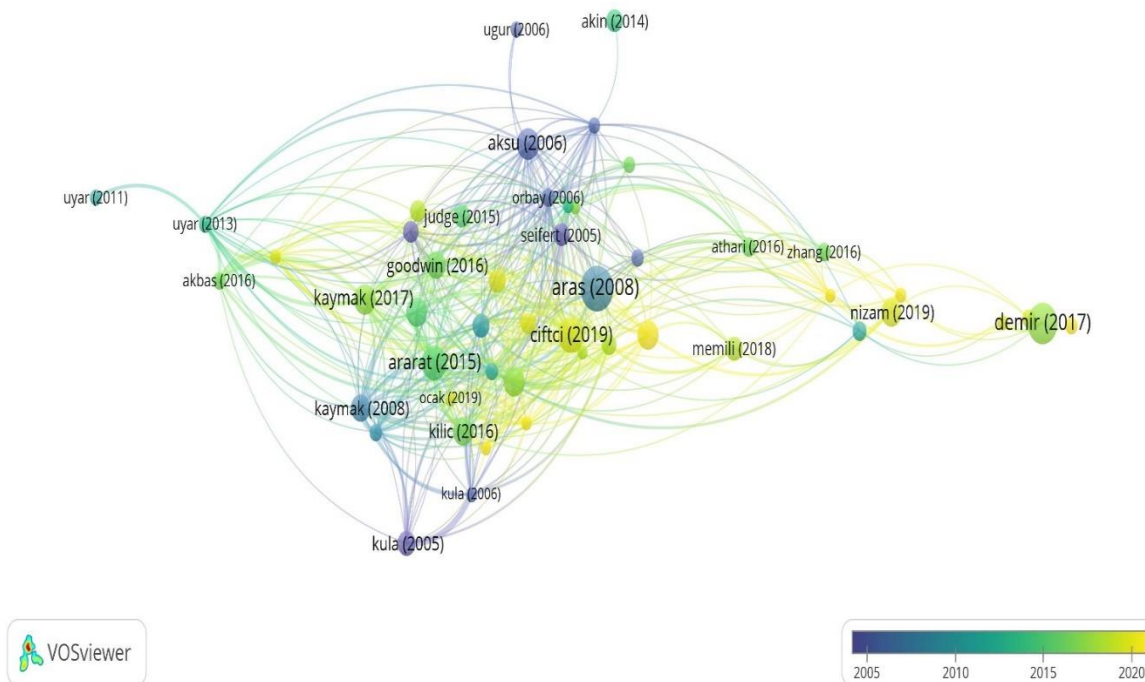 akin (2014)
ugur (2006)
aksu (2006)
uyar (2011)
orbay (2006)
judge (2015)
uyar (2013)
seifert (2005)
athari (2016)
zhang (2016)
goodwin (2016)
akbas (2016)
aras (2008)
kaymak (2017)
nizam (2019)
demir (2017)
ciftci (2019)
memili (2018)
ararat (2015)
ocak (2019)
kaymak (2008)
kilic (2016)
kula (2006)
kula (2005)
VOSviewer
2005 2010 2015 2020